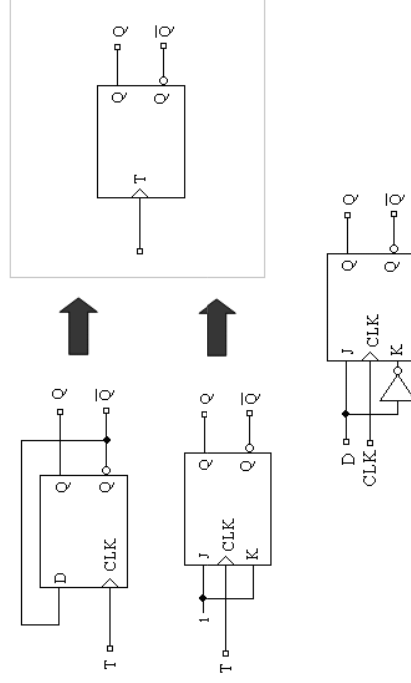 D Q Q
T CLK Q Q̅
Q Q
T
Q Q̅
1 J Q Q
T CLK
K Q Q̅
D J Q Q
CLK CLK
K Q Q̅